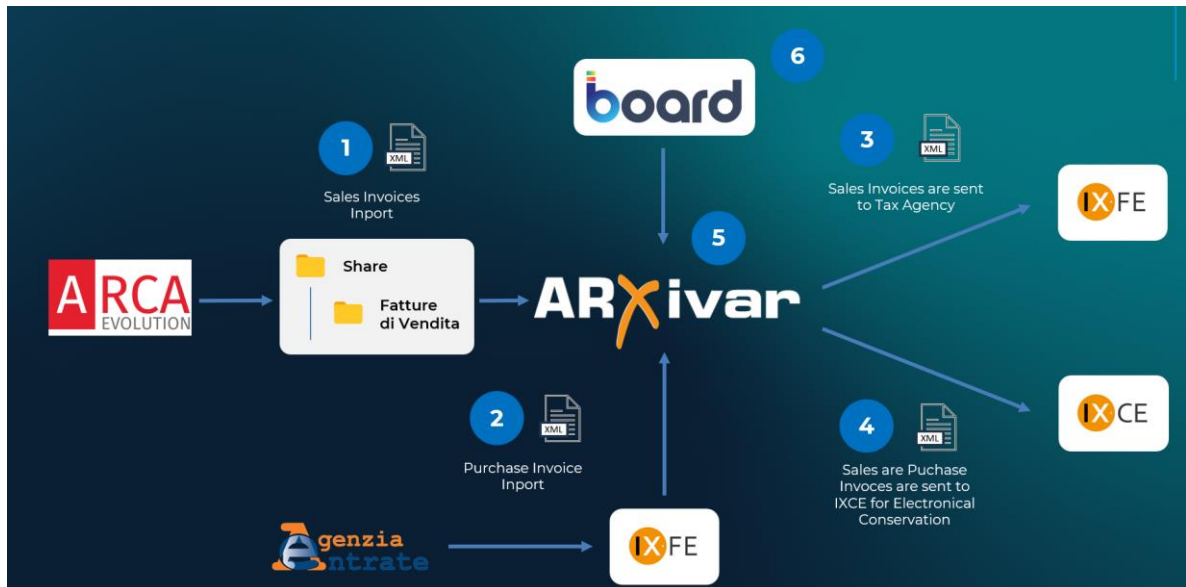 board
6
1
XML
Sales Invoices
Inport
3
XML
Sales Invoices are sent
to Tax Agency
IX FE
5
ARCA
EVOLUTION
Share
Fatture
di Vendita
ARXivar
2
XML
Purchase Invoice
Inport
4
XML
Sales are Puchase
Invoces are sent to
IXCE for Electronical
Conservation
IX CE
Agenzia
Entrate
IX FE